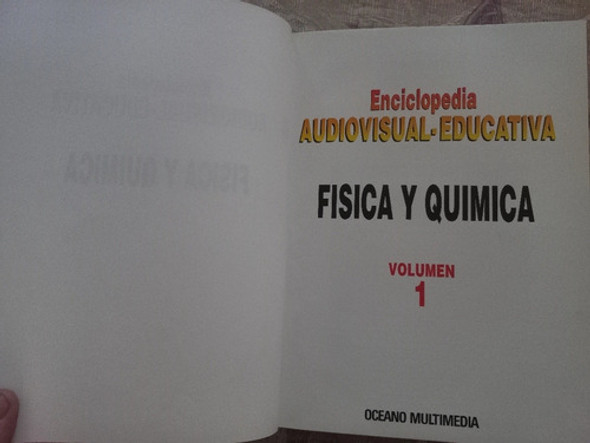 Enciclopedia
AUDIOVISUAL-EDUCATIVA
FISICA Y QUIMICA
VOLUMEN
1
OCEANO MULTIMEDIA